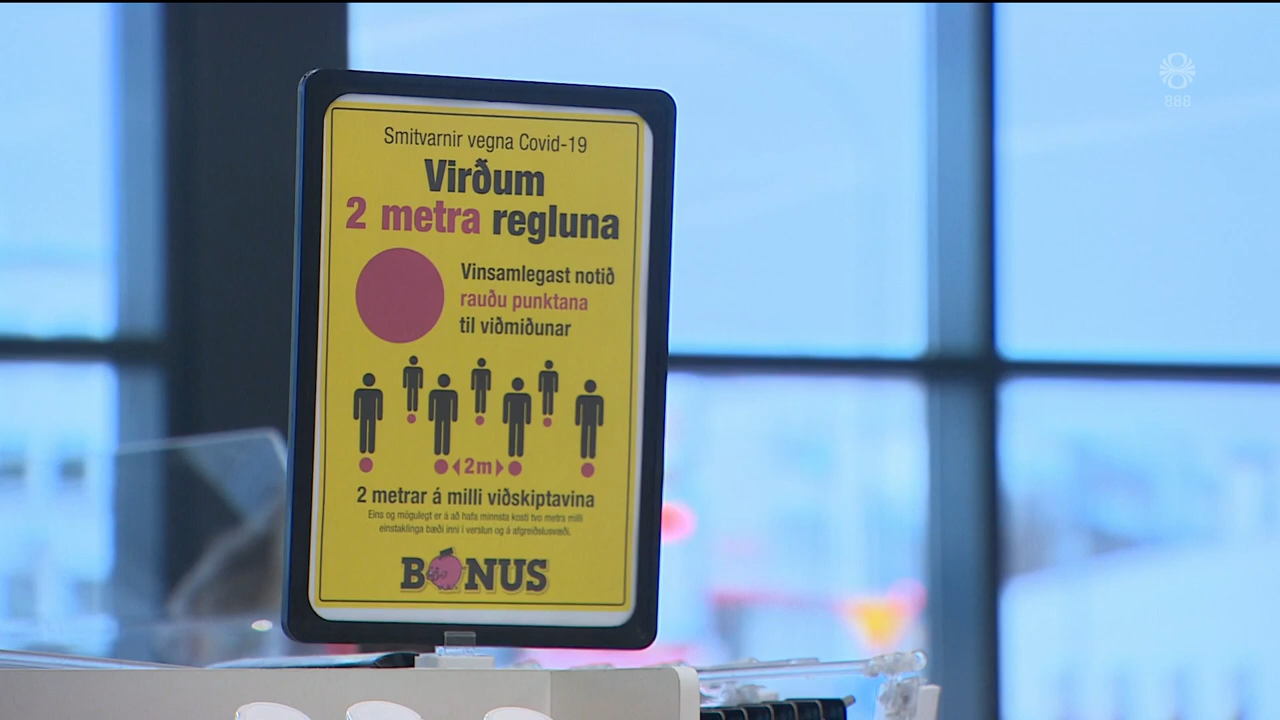 888
Smitvarnir vegna Covid-19
Virðum
2 metra regluna
Vinsamlegast notið
rauðu punktana
til viðmiðunar
2m
2 metrar á milli viðskiptavina
Eins og mögulegt er á að hafa minnsta kosti tvo metra milli
einstaklinga bæði inni í verslun og á afgreiðslusvæði.
BÓNUS